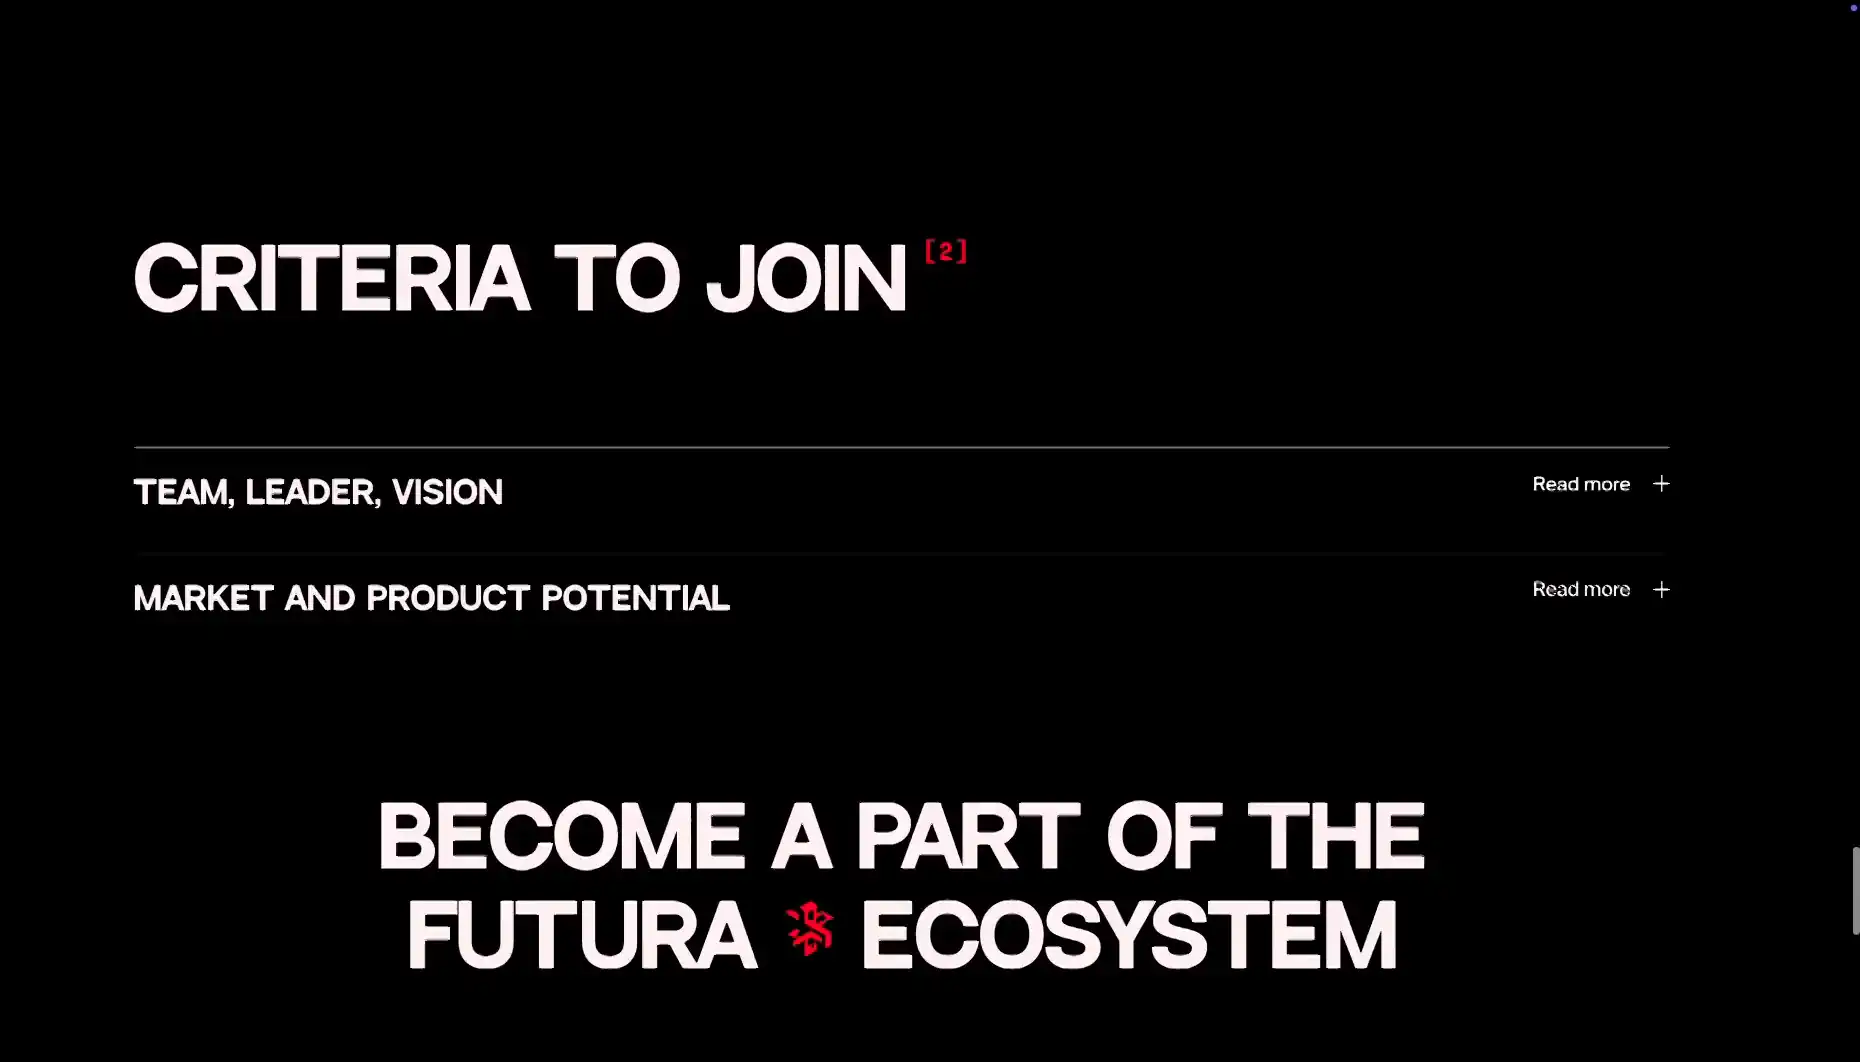 CRITERIA TO JOIN [2]
TEAM, LEADER, VISION
Read more +
MARKET AND PRODUCT POTENTIAL
Read more +
BECOME A PART OF THE
FUTURA ECOSYSTEM